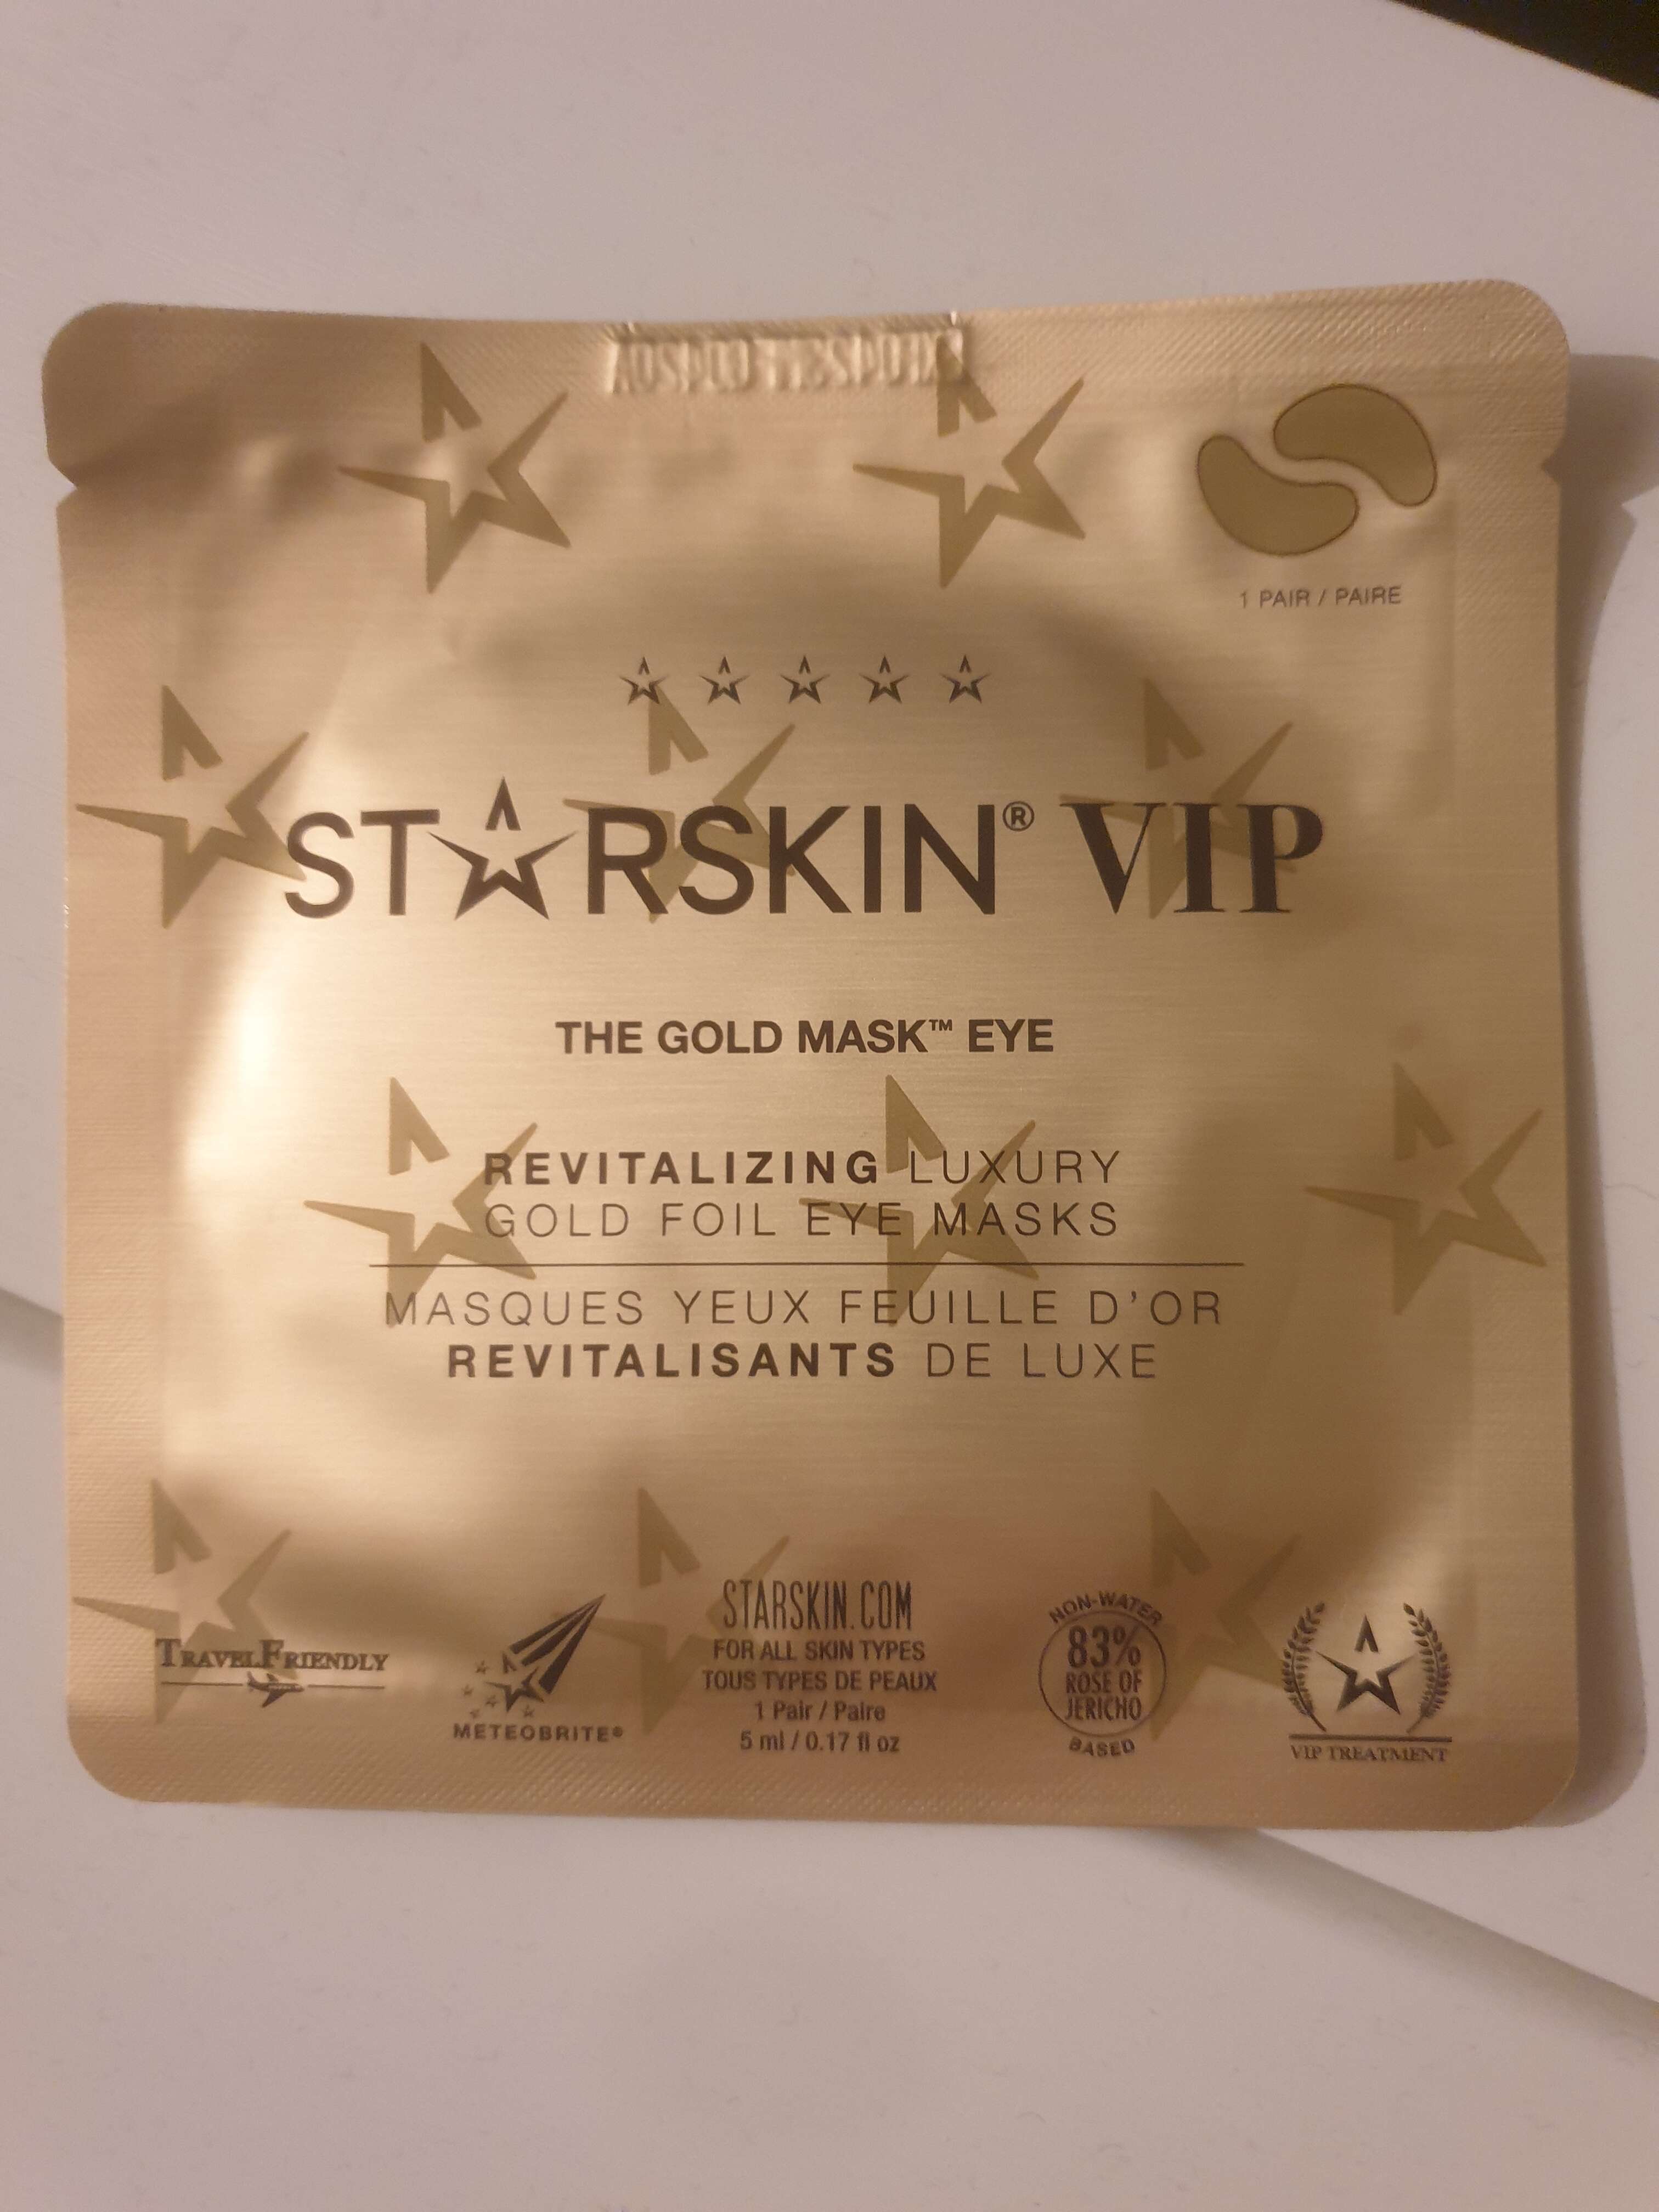 1 PAIR / PAIRE
STARSKIN® VIP
THE GOLD MASK™ EYE
REVITALIZING LUXURY
GOLD FOIL EYE MASKS
MASQUES YEUX FEUILLE D'OR
REVITALISANTS DE LUXE
TRAVELFRIENDLY
METEOBRITE®
STARSKIN.COM
FOR ALL SKIN TYPES
TOUS TYPES DE PEAUX
1 Pair / Paire
5 ml / 0.17 fl oz
NON-WATER
83%
ROSE OF
JERICHO
BASED
VIP TREATMENT